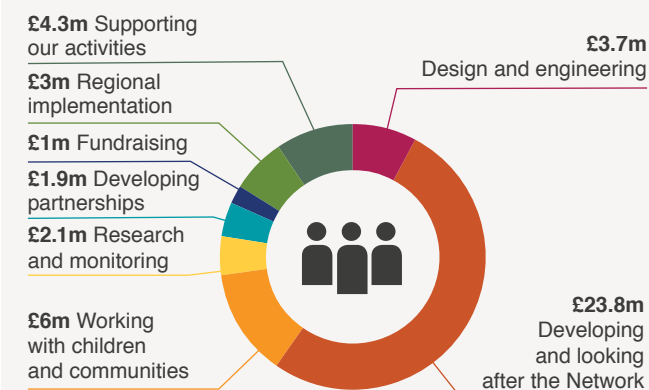 £4.3m Supporting
our activities
£3m Regional
implementation
£1m Fundraising
£1.9m Developing
partnerships
£2.1m Research
and monitoring
£6m Working
with children
and communities
£3.7m
Design and engineering
£23.8m
Developing
and looking
after the Network